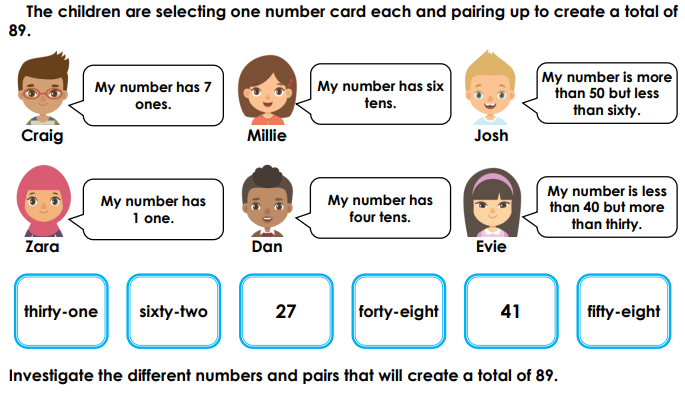 The children are selecting one number card each and pairing up to create a total of
89.
My number has 7
ones.
Craig
My number has six
tens.
Millie
My number is more
than 50 but less
than sixty.
Josh
My number has
1 one.
Zara
My number has
four tens.
Dan
My number is less
than 40 but more
than thirty.
Evie
thirty-one
sixty-two
27
forty-eight
41
fifty-eight
Investigate the different numbers and pairs that will create a total of 89.